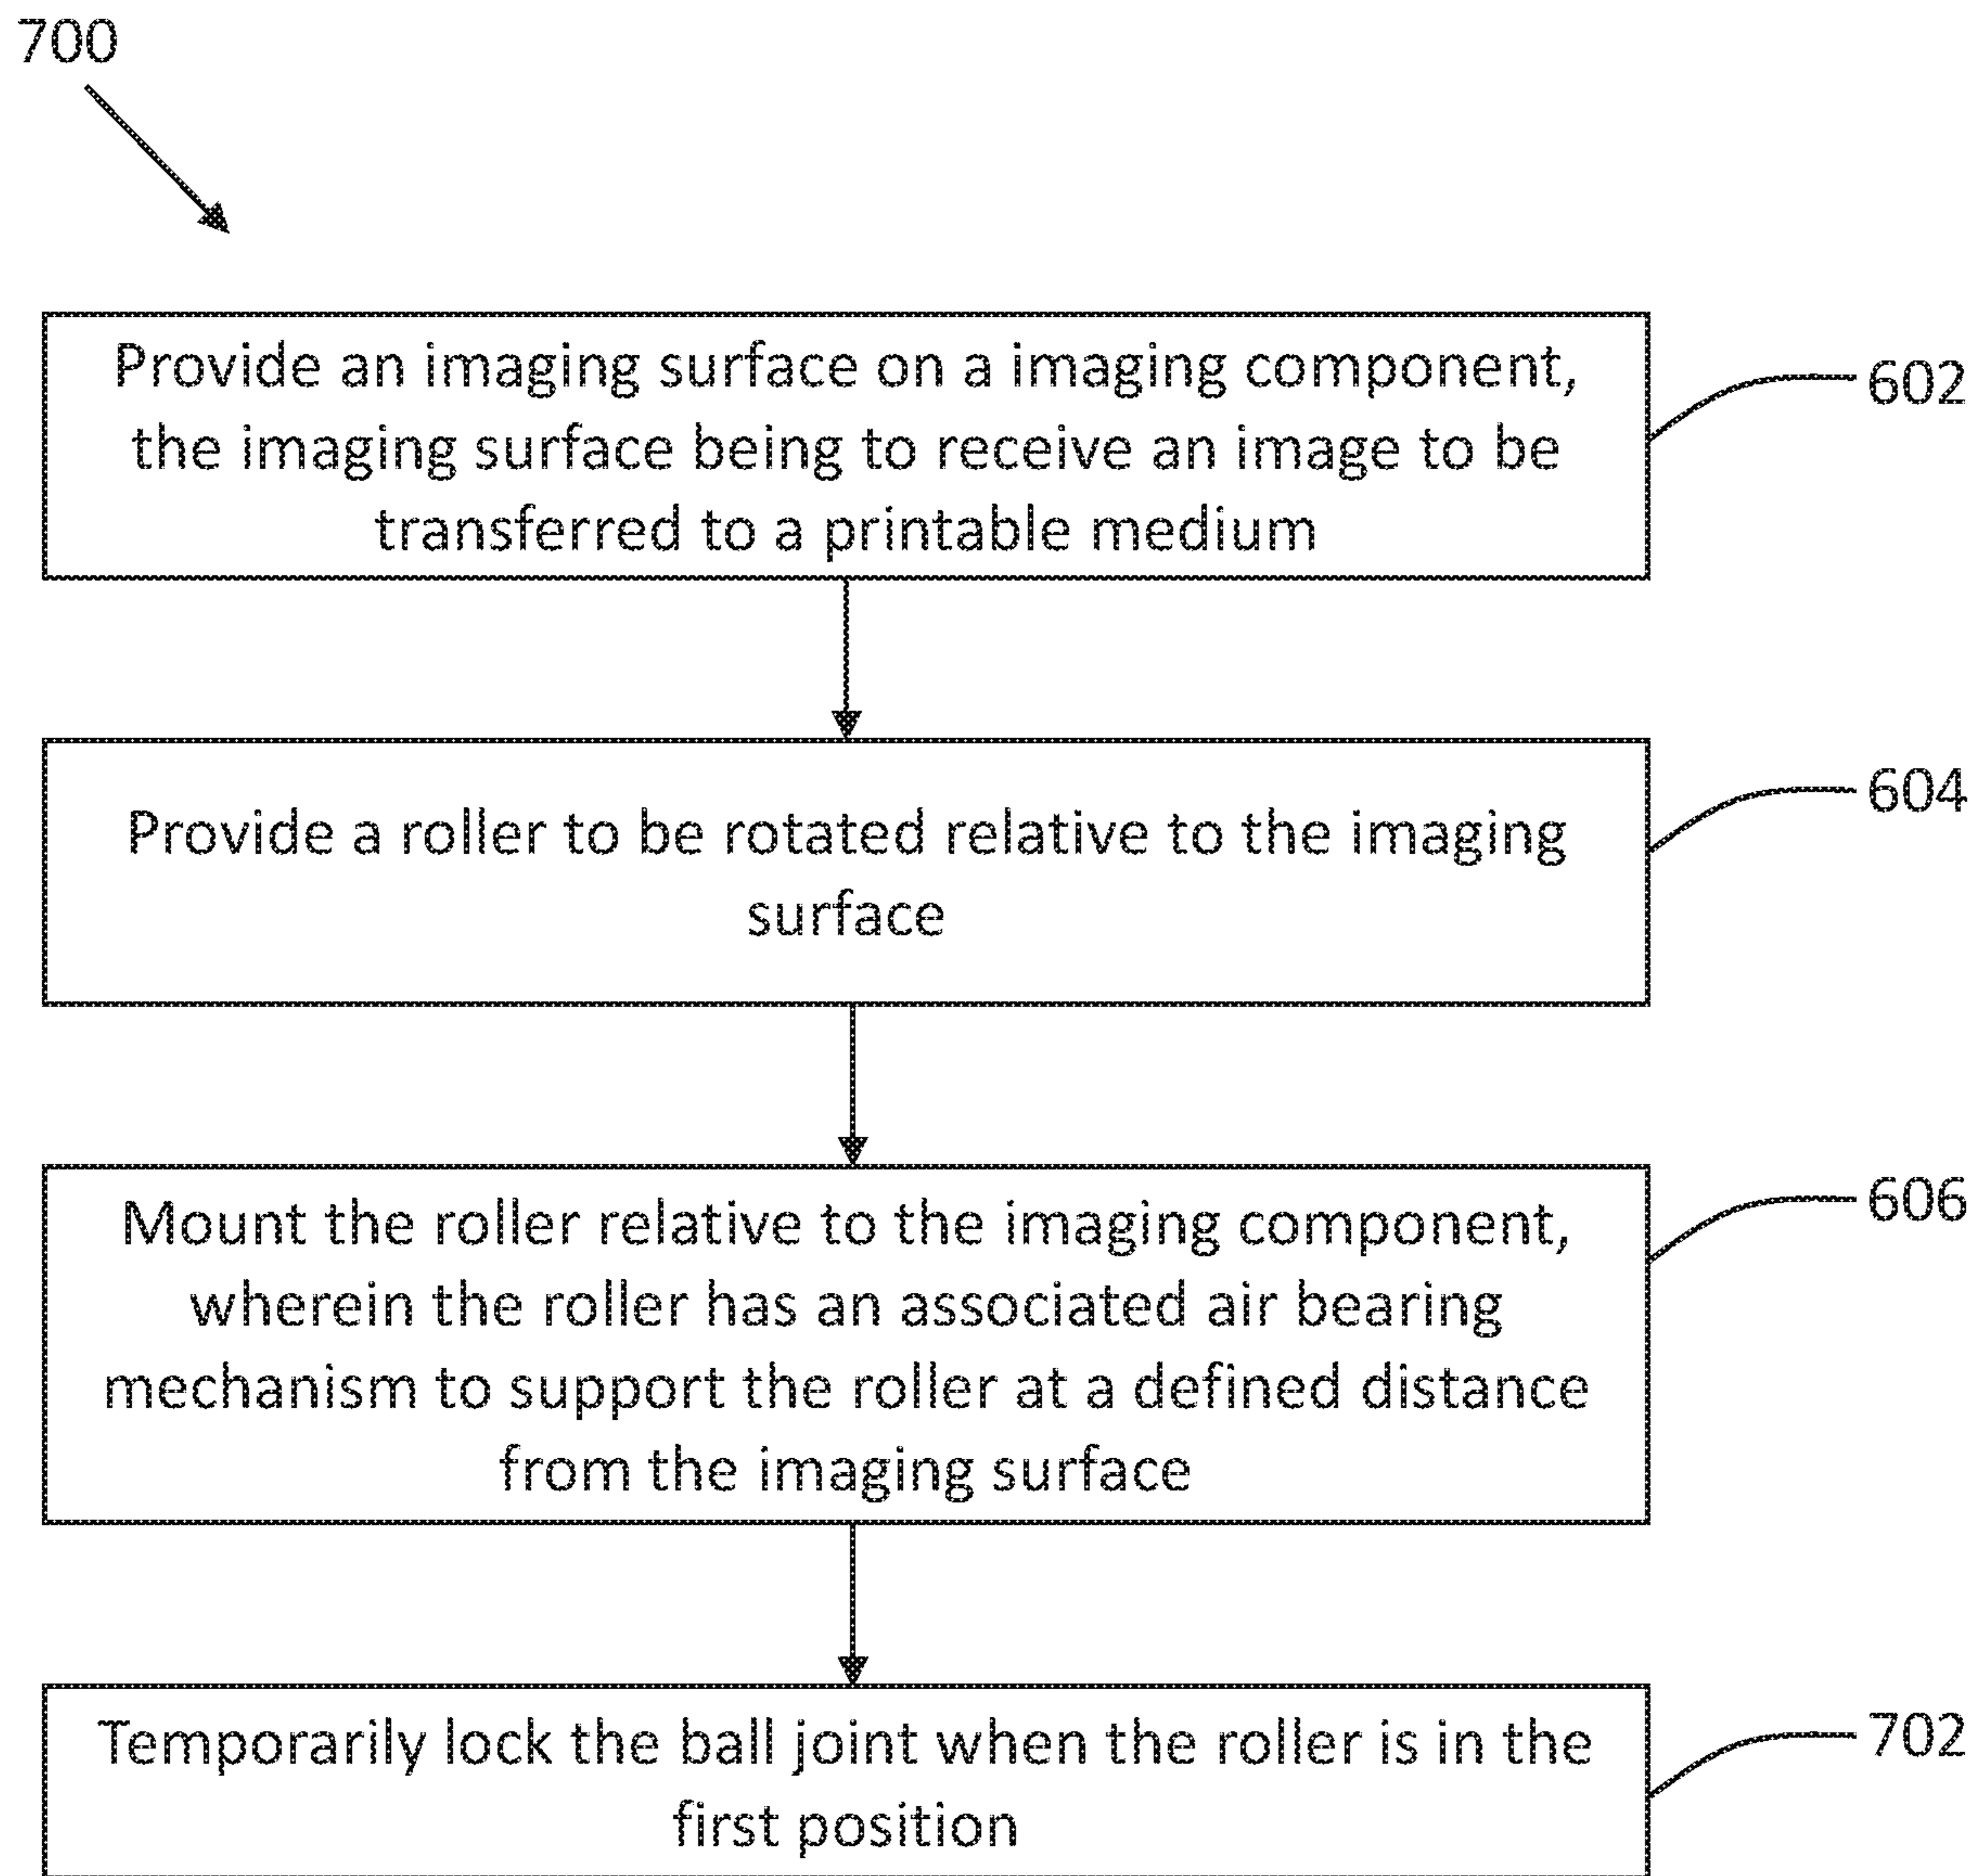 700
Provide an imaging surface on a imaging component,
the imaging surface being to receive an image to be
transferred to a printable medium
602
Provide a roller to be rotated relative to the imaging
surface
604
Mount the roller relative to the imaging component,
wherein the roller has an associated air bearing
mechanism to support the roller at a defined distance
from the imaging surface
606
Temporarily lock the ball joint when the roller is in the
first position
702